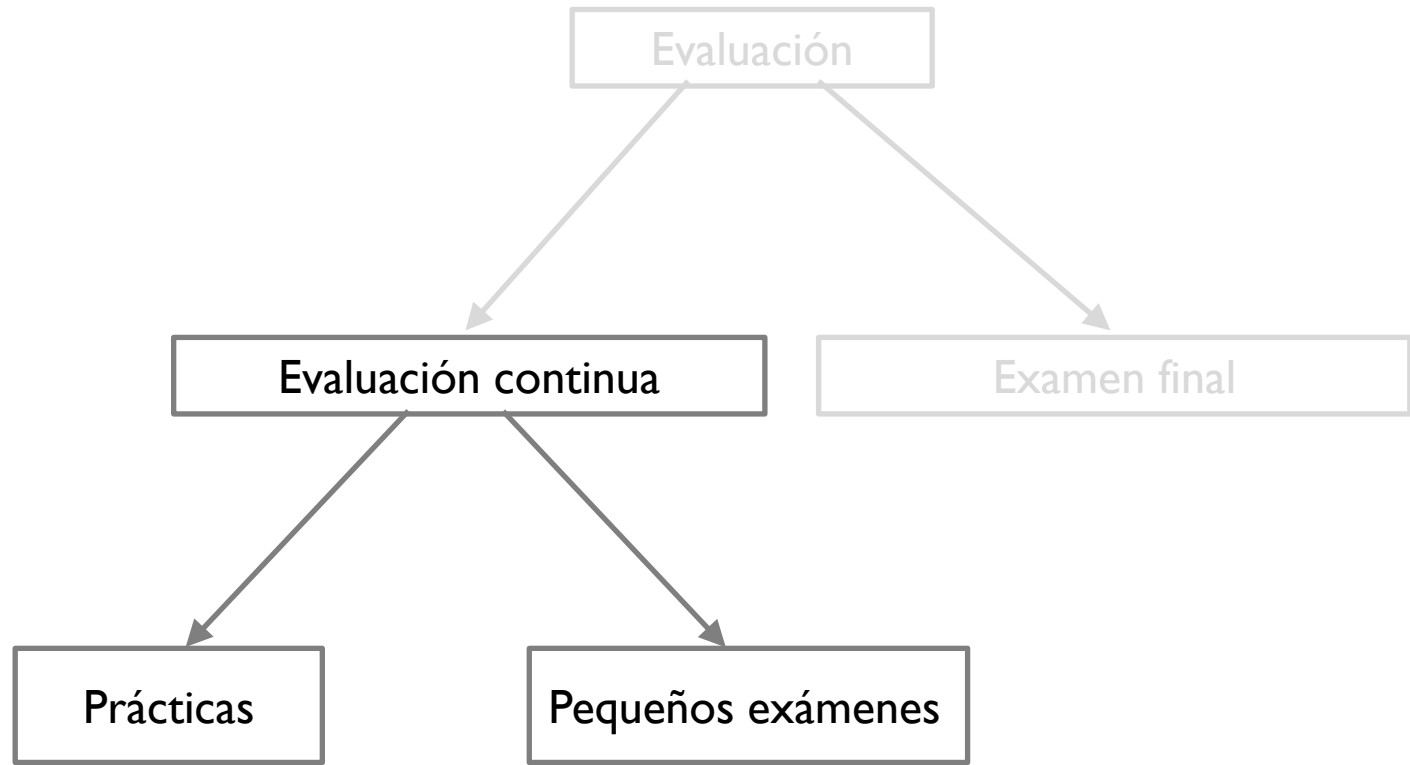 Evaluación
Evaluación continua
Examen final
Prácticas
Pequeños exámenes